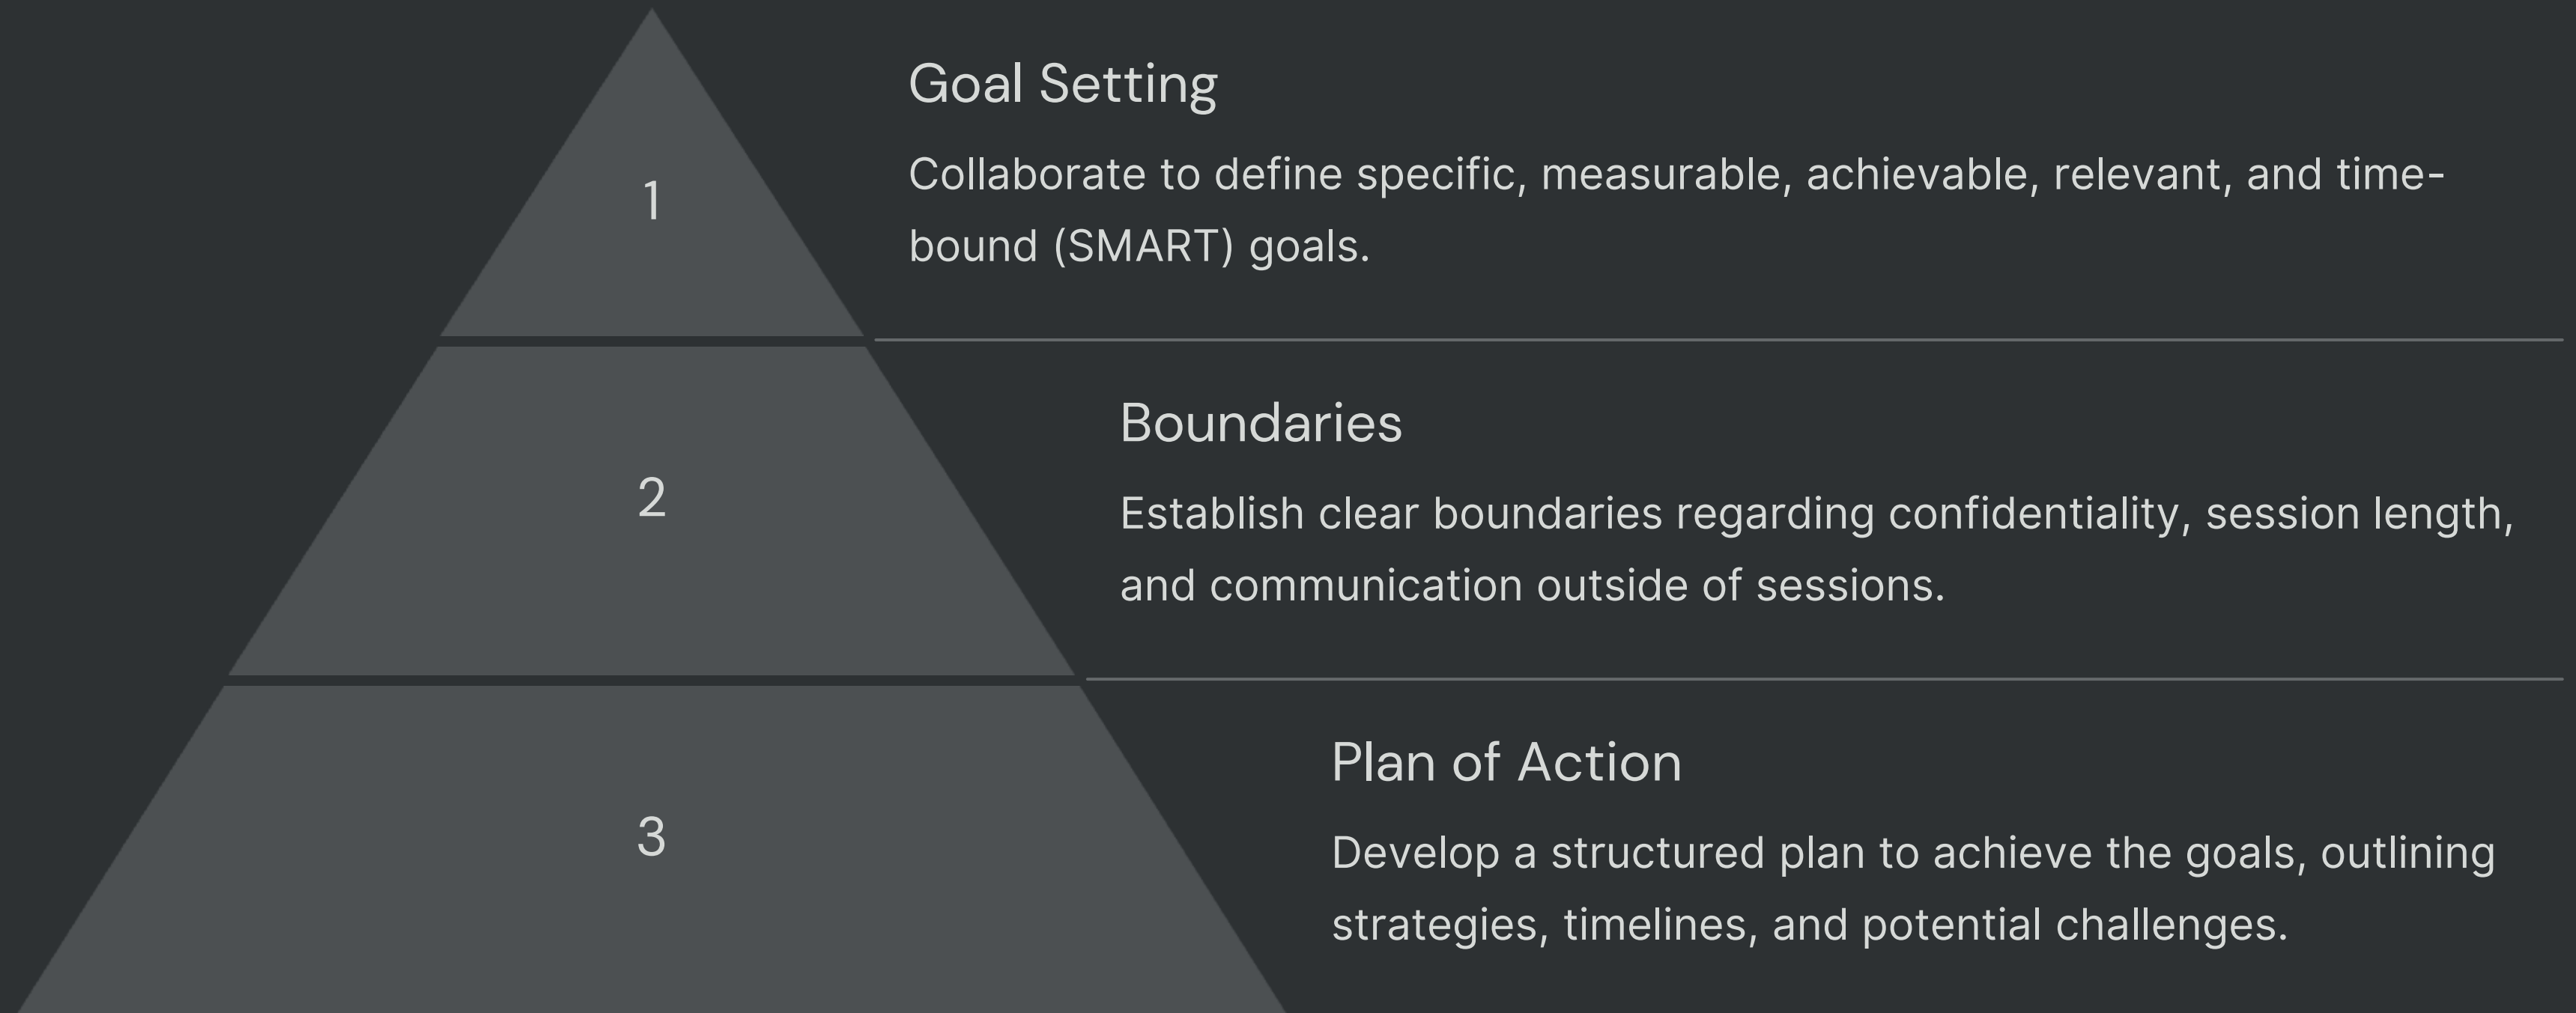 1
Goal Setting
Collaborate to define specific, measurable, achievable, relevant, and time-
bound (SMART) goals.
2
Boundaries
Establish clear boundaries regarding confidentiality, session length,
and communication outside of sessions.
3
Plan of Action
Develop a structured plan to achieve the goals, outlining
strategies, timelines, and potential challenges.